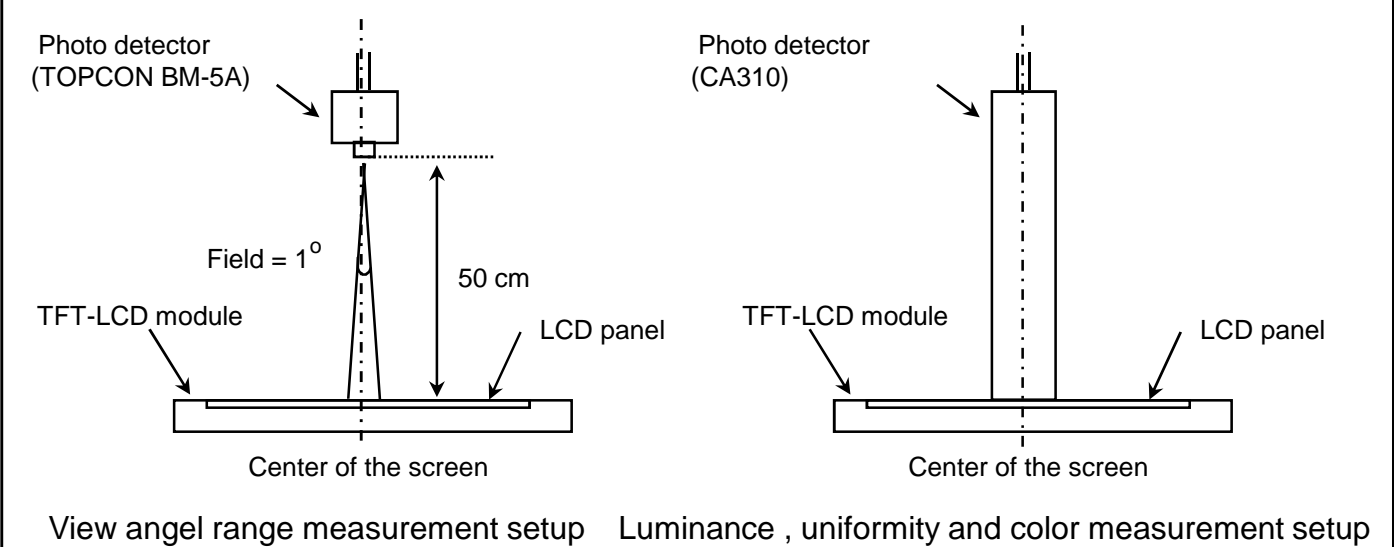 Photo detector
(TOPCON BM-5A)
Field = 1o
50 cm
TFT-LCD module
LCD panel
Center of the screen
View angel range measurement setup
Photo detector
(CA310)
TFT-LCD module
LCD panel
Center of the screen
Luminance , uniformity and color measurement setup